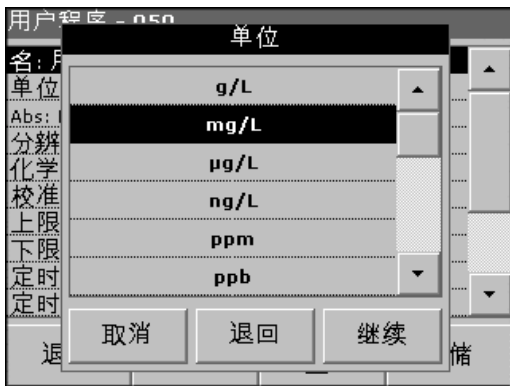 用户程序 - 050
单位
名:
单位
g/L
Abs:
mg/L
分辨
化学
µg/L
校准
ng/L
上限
下限
ppm
定时
ppb
定时
取消
退回
继续
退
储